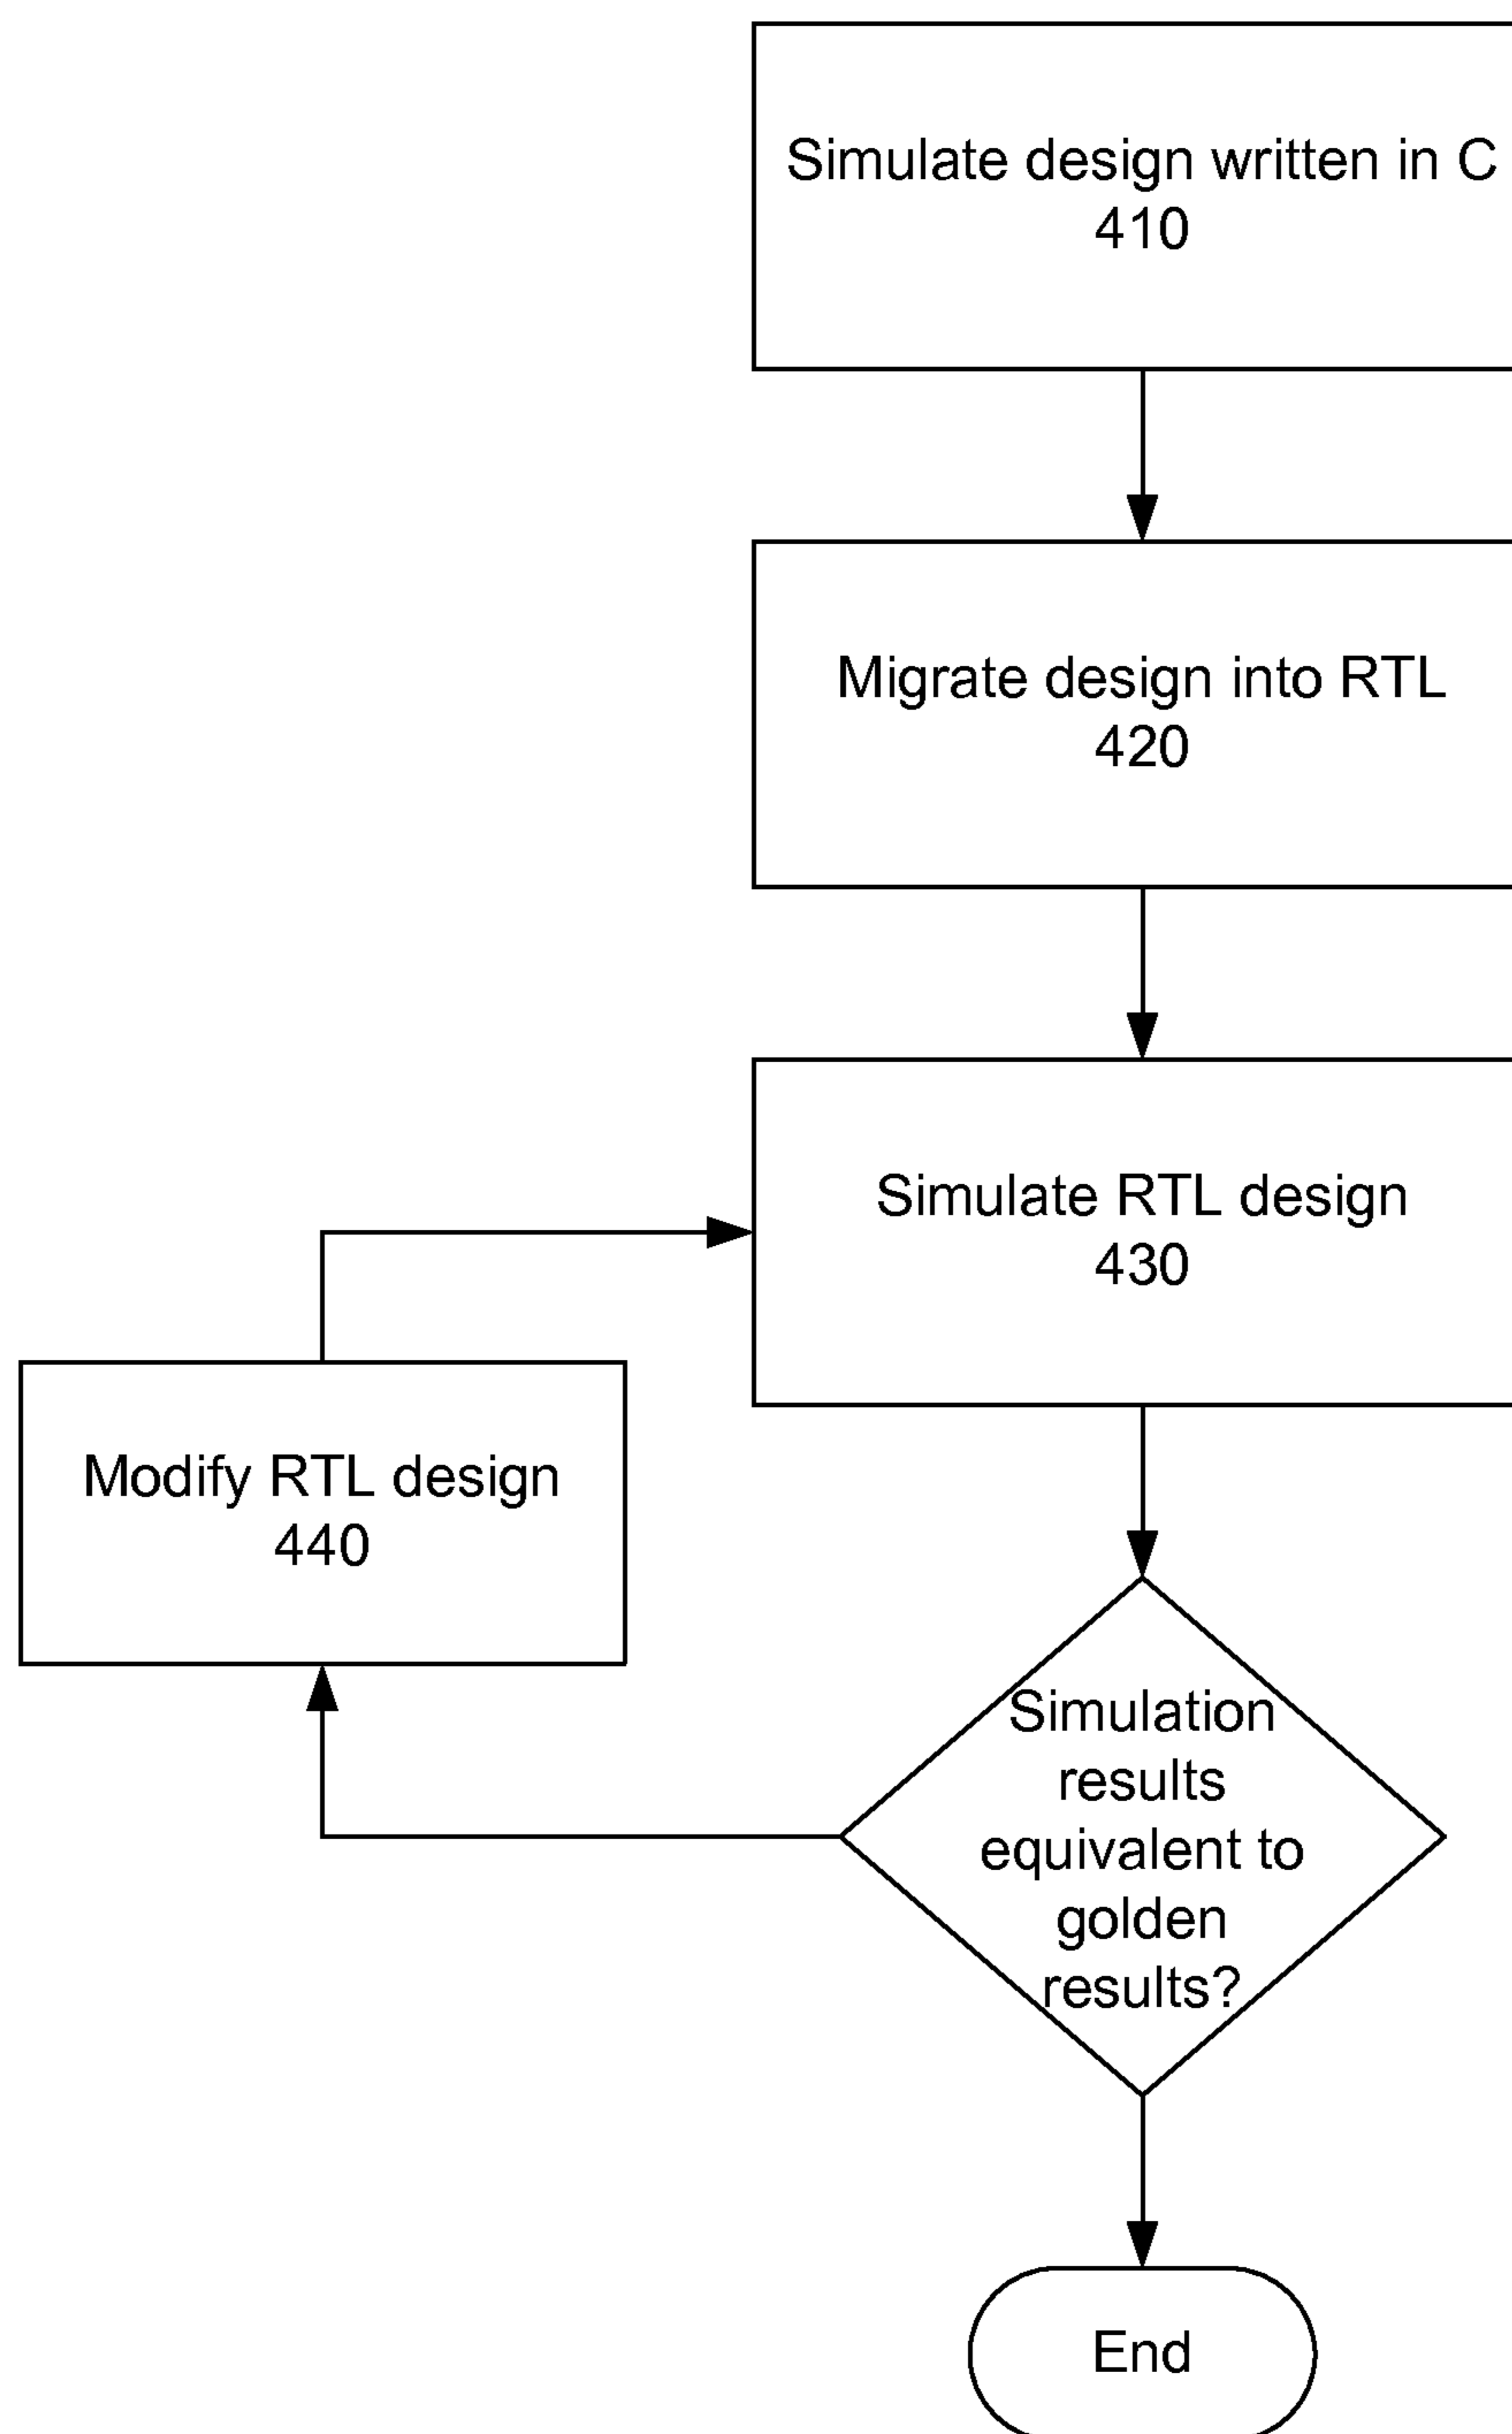 Simulate design written in C
410
Migrate design into RTL
420
Simulate RTL design
430
Modify RTL design
440
Simulation
results
equivalent to
golden
results?
End